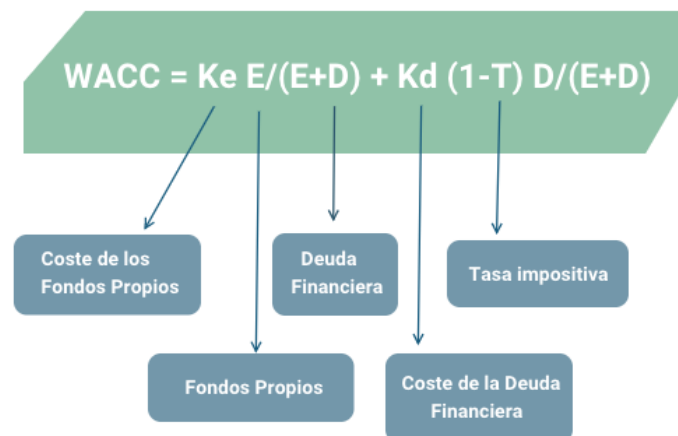 WACC = Ke E/(E+D) + Kd (1-T) D/(E+D)
Coste de los
Fondos Propios
Deuda
Financiera
Tasa impositiva
Fondos Propios
Coste de la Deuda
Financiera